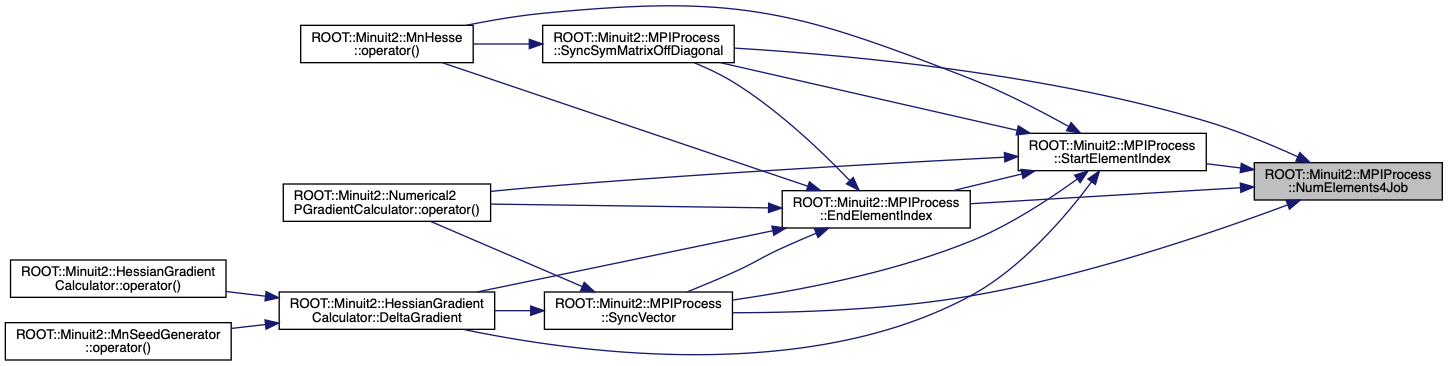 ROOT::Minuit2::MnHesse
::operator()
ROOT::Minuit2::MPIProcess
::SyncSymMatrixOffDiagonal
ROOT::Minuit2::MPIProcess
::StartElementIndex
ROOT::Minuit2::MPIProcess
::NumElements4Job
ROOT::Minuit2::Numerical2
PGradientCalculator::operator()
ROOT::Minuit2::MPIProcess
::EndElementIndex
ROOT::Minuit2::HessianGradient
Calculator::operator()
ROOT::Minuit2::HessianGradient
Calculator::DeltaGradient
ROOT::Minuit2::MPIProcess
::SyncVector
ROOT::Minuit2::MnSeedGenerator
::operator()